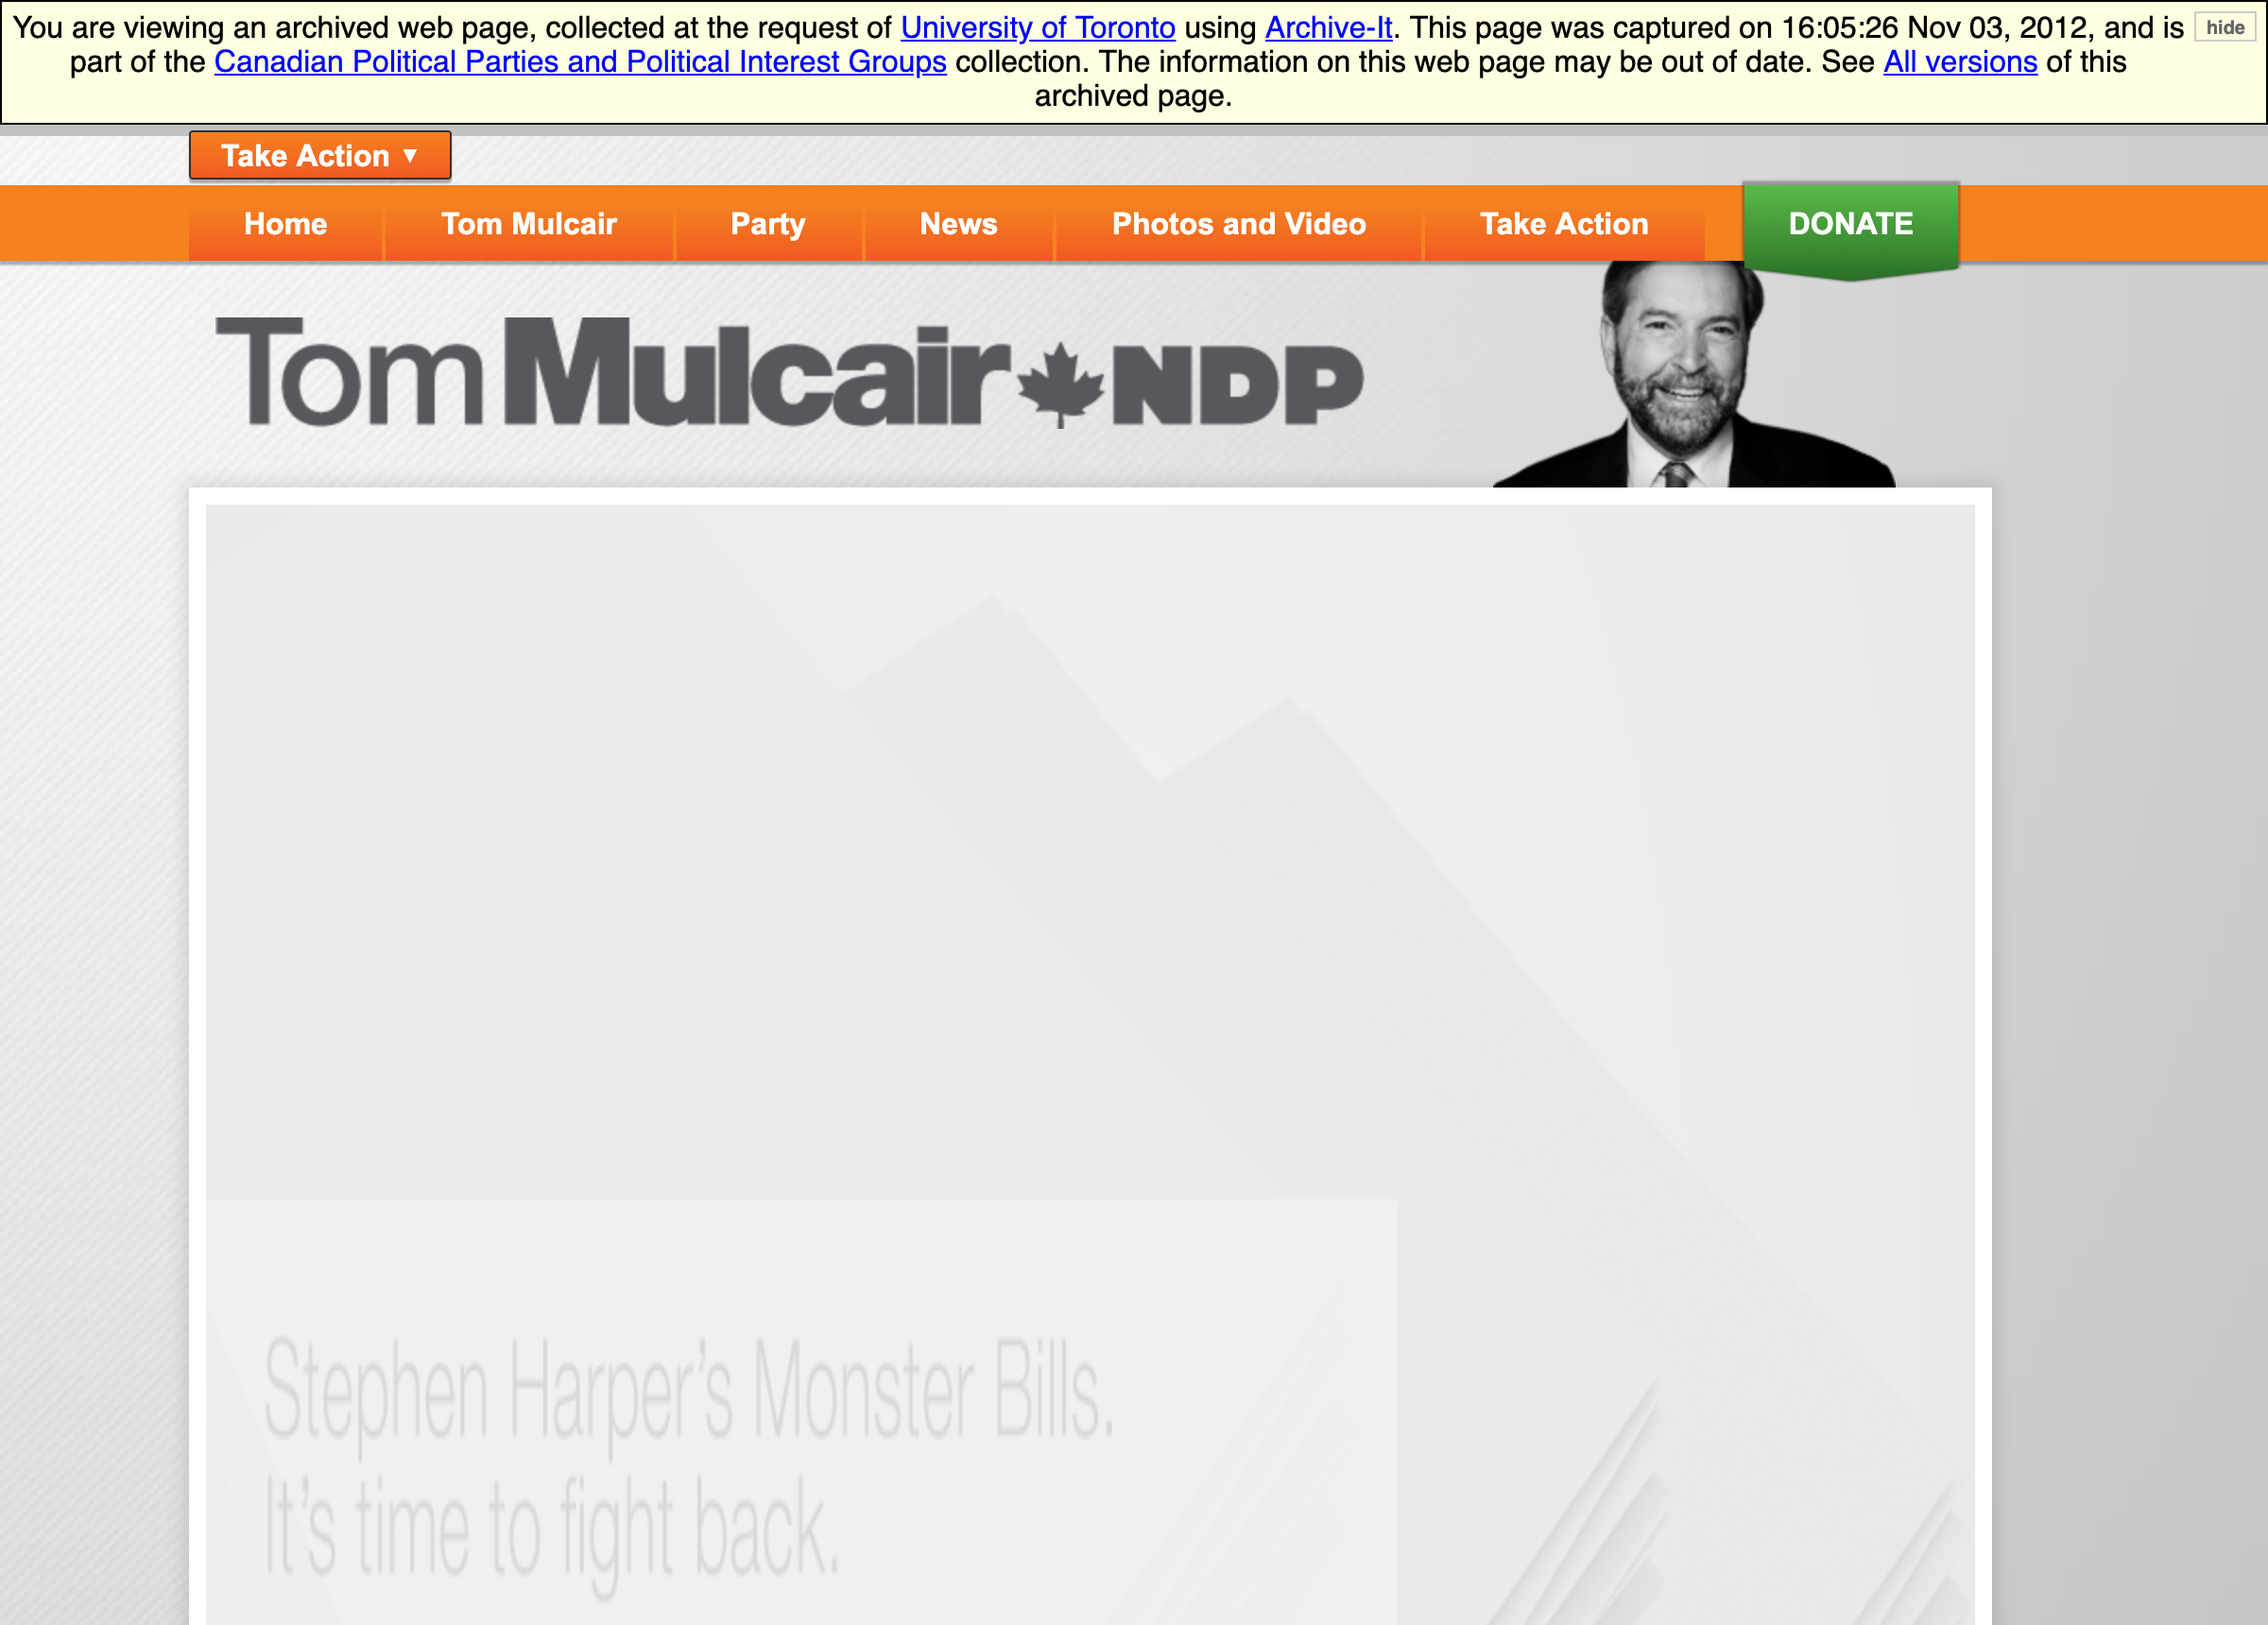 You are viewing an archived web page, collected at the request of University of Toronto using Archive-It. This page was captured on 16:05:26 Nov 03, 2012, and is
hide
part of the Canadian Political Parties and Political Interest Groups collection. The information on this web page may be out of date. See All versions of this
archived page.
Take Action ▼
Home Tom Mulcair Party News Photos and Video Take Action DONATE
Tom Mulcair NDP
Stephen Harper's Monster Bills.
It's time to fight back.